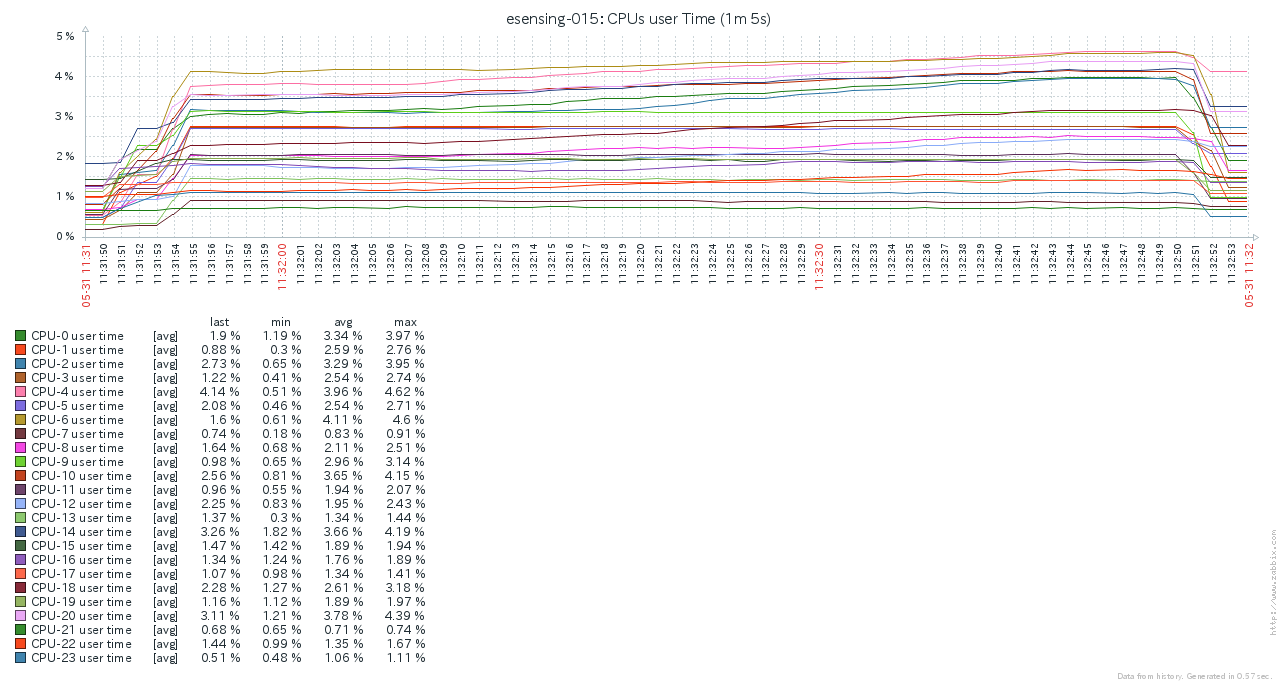 esensing-015: CPUs user Time (1m 5s)
5 %
4 %
3 %
2 %
1 %
0 %
05-31 11:31
11:31:50
11:31:51
11:31:52
11:31:53
11:31:54
11:31:55
11:31:56
11:31:57
11:31:58
11:31:59
11:32:00
11:32:01
11:32:02
11:32:03
11:32:04
11:32:05
11:32:06
11:32:07
11:32:08
11:32:09
11:32:10
11:32:11
11:32:12
11:32:13
11:32:14
11:32:15
11:32:16
11:32:17
11:32:18
11:32:19
11:32:20
11:32:21
11:32:22
11:32:23
11:32:24
11:32:25
11:32:26
11:32:27
11:32:28
11:32:29
11:32:30
11:32:31
11:32:32
11:32:33
11:32:34
11:32:35
11:32:36
11:32:37
11:32:38
11:32:39
11:32:40
11:32:41
11:32:42
11:32:43
11:32:44
11:32:45
11:32:46
11:32:47
11:32:48
11:32:49
11:32:50
11:32:51
11:32:52
11:32:53
05-31 11:32
last min avg max
CPU-0 user time [avg] 1.9 % 1.19 % 3.34 % 3.97 %
CPU-1 user time [avg] 0.88 % 0.3 % 2.59 % 2.76 %
CPU-2 user time [avg] 2.73 % 0.65 % 3.29 % 3.95 %
CPU-3 user time [avg] 1.22 % 0.41 % 2.54 % 2.74 %
CPU-4 user time [avg] 4.14 % 0.51 % 3.96 % 4.62 %
CPU-5 user time [avg] 2.08 % 0.46 % 2.54 % 2.71 %
CPU-6 user time [avg] 1.6 % 0.61 % 4.11 % 4.6 %
CPU-7 user time [avg] 0.74 % 0.18 % 0.83 % 0.91 %
CPU-8 user time [avg] 1.64 % 0.68 % 2.11 % 2.51 %
CPU-9 user time [avg] 0.98 % 0.65 % 2.96 % 3.14 %
CPU-10 user time [avg] 2.56 % 0.81 % 3.65 % 4.15 %
CPU-11 user time [avg] 0.96 % 0.55 % 1.94 % 2.07 %
CPU-12 user time [avg] 2.25 % 0.83 % 1.95 % 2.43 %
CPU-13 user time [avg] 1.37 % 0.3 % 1.34 % 1.44 %
CPU-14 user time [avg] 3.26 % 1.82 % 3.66 % 4.19 %
CPU-15 user time [avg] 1.47 % 1.42 % 1.89 % 1.94 %
CPU-16 user time [avg] 1.34 % 1.24 % 1.76 % 1.89 %
CPU-17 user time [avg] 1.07 % 0.98 % 1.34 % 1.41 %
CPU-18 user time [avg] 2.28 % 1.27 % 2.61 % 3.18 %
CPU-19 user time [avg] 1.16 % 1.12 % 1.89 % 1.97 %
CPU-20 user time [avg] 3.11 % 1.21 % 3.78 % 4.39 %
CPU-21 user time [avg] 0.68 % 0.65 % 0.71 % 0.74 %
CPU-22 user time [avg] 1.44 % 0.99 % 1.35 % 1.67 %
CPU-23 user time [avg] 0.51 % 0.48 % 1.06 % 1.11 %
http://www.zabbix.com
Data from history. Generated in 0.57 sec.